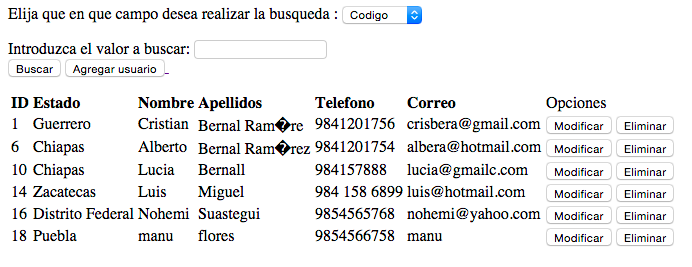 Elija que en que campo desea realizar la busqueda : Codigo
Introduzca el valor a buscar:
Buscar Agregar usuario
ID Estado Nombre Apellidos Telefono Correo Opciones
1 Guerrero Cristian Bernal Ram�re 9841201756 crisbera@gmail.com Modificar Eliminar
6 Chiapas Alberto Bernal Ram�rez 9841201754 albera@hotmail.com Modificar Eliminar
10 Chiapas Lucia Bernall 984157888 lucia@gmailc.com Modificar Eliminar
14 Zacatecas Luis Miguel 984 158 6899 luis@hotmail.com Modificar Eliminar
16 Distrito Federal Nohemi Suastegui 9854565768 nohemi@yahoo.com Modificar Eliminar
18 Puebla manu flores 9854566758 manu Modificar Eliminar